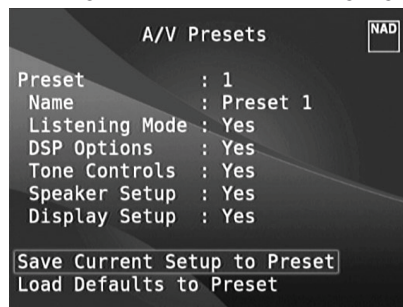 A/V Presets
NAD
Preset : 1
Name : Preset 1
Listening Mode : Yes
DSP Options : Yes
Tone Controls : Yes
Speaker Setup : Yes
Display Setup : Yes
Save Current Setup to Preset
Load Defaults to Preset